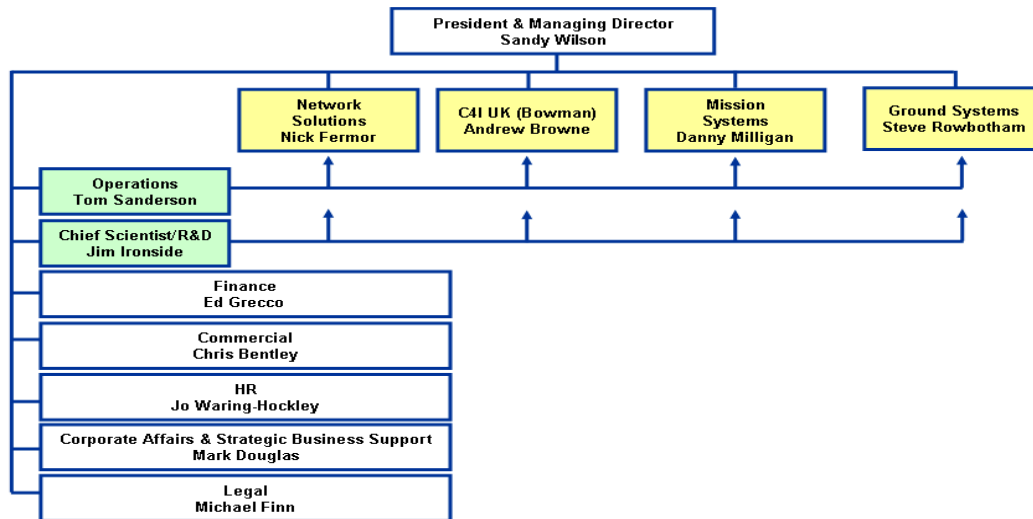 President & Managing Director
Sandy Wilson
Network
Solutions
Nick Fermor
C4I UK (Bowman)
Andrew Browne
Mission
Systems
Danny Milligan
Ground Systems
Steve Rowbotham
Operations
Tom Sanderson
Chief Scientist/R&D
Jim Ironside
Finance
Ed Grecco
Commercial
Chris Bentley
HR
Jo Waring-Hockley
Corporate Affairs & Strategic Business Support
Mark Douglas
Legal
Michael Finn